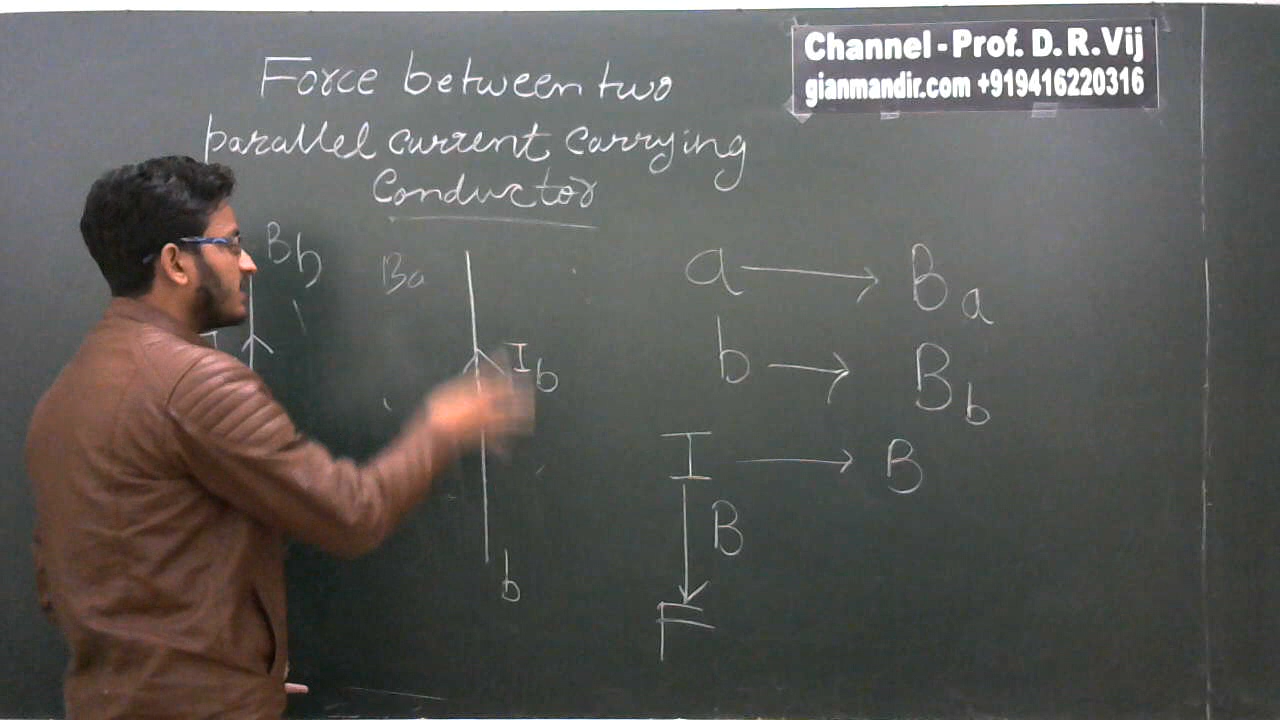 Channel - Prof. D. R. Vij
gianmandir.com +919416220316
Force between two
parallel current carrying
Conductor
Bb
Ba
I
Ib
b
a → Ba
b → Bb
I → B
B
F